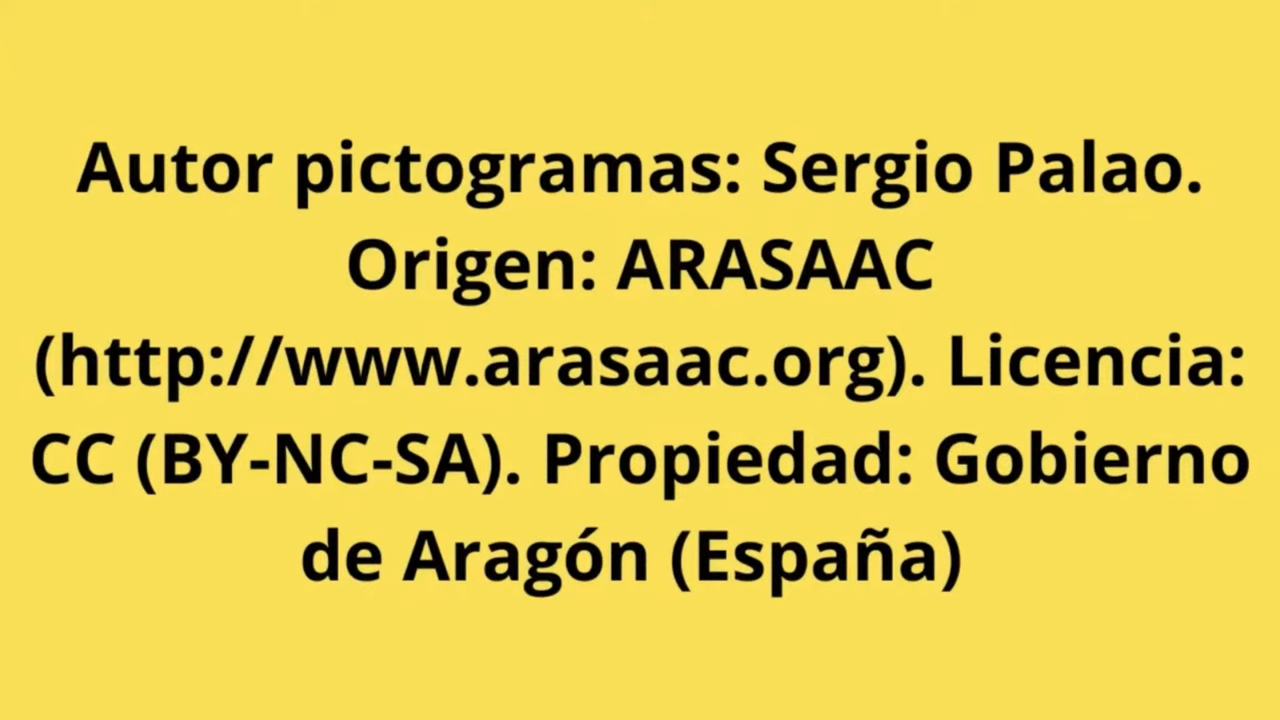 Autor pictogramas: Sergio Palao.
Origen: ARASAAC
(http://www.arasaac.org). Licencia:
CC (BY-NC-SA). Propiedad: Gobierno
de Aragón (España)